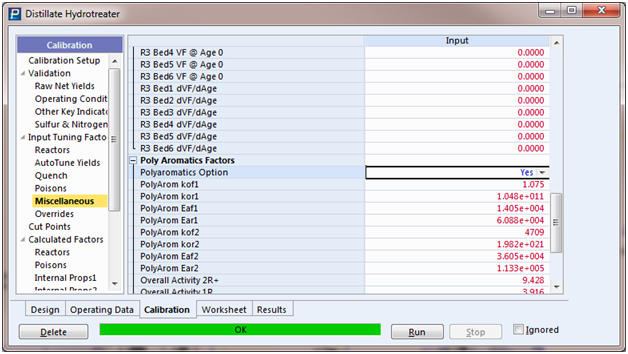 Distillate Hydrotreater
Calibration
Calibration Setup
Validation
Raw Net Yields
Operating Condit
Other Key Indicator
Sulfur & Nitrogen
Input Tuning Facto
Reactors
AutoTune Yields
Quench
Poisons
Miscellaneous
Overrides
Cut Points
Calculated Factors
Reactors
Poisons
Internal Props1
Internal Props2
Input
R3 Bed4 VF @ Age 0 0.0000
R3 Bed5 VF @ Age 0 0.0000
R3 Bed6 VF @ Age 0 0.0000
R3 Bed1 dVF/dAge 0.0000
R3 Bed2 dVF/dAge 0.0000
R3 Bed3 dVF/dAge 0.0000
R3 Bed4 dVF/dAge 0.0000
R3 Bed5 dVF/dAge 0.0000
R3 Bed6 dVF/dAge 0.0000
Poly Aromatics Factors
Polyaromatics Option Yes
PolyArom kof1 1.075
PolyArom kor1 1.048e+011
PolyArom Eaf1 1.405e+004
PolyArom Ear1 6.088e+004
PolyArom kof2 4709
PolyArom kor2 1.982e+021
PolyArom Eaf2 3.605e+004
PolyArom Ear2 1.133e+005
Overall Activity 2R+ 9.428
Overall Activity 1R 3.916
Design Operating Data Calibration Worksheet Results
Delete OK Run Stop Ignored